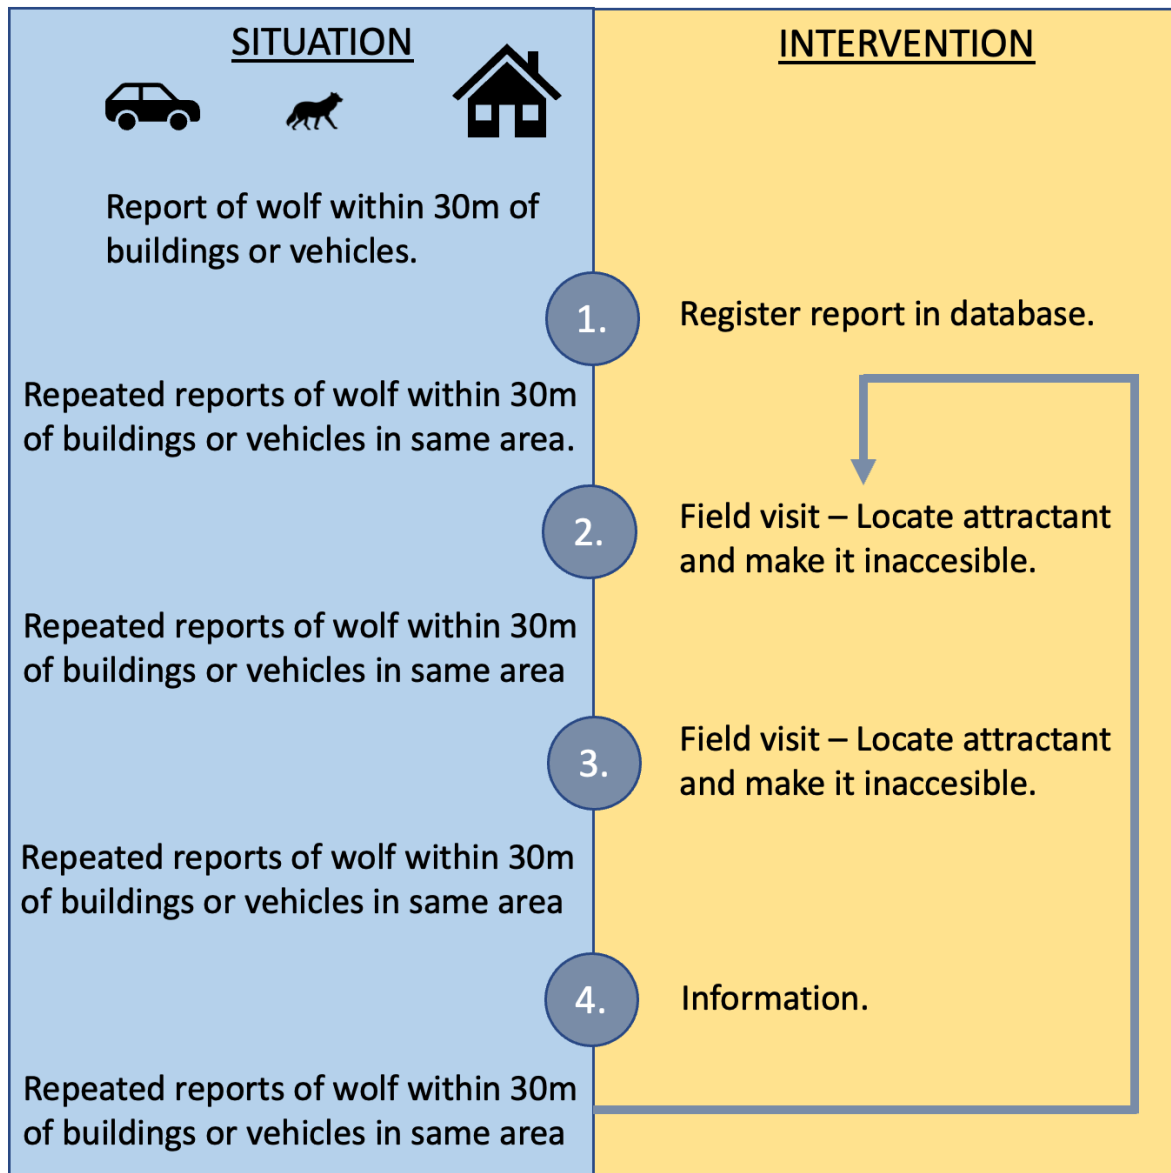 SITUATION
INTERVENTION
Report of wolf within 30m of
buildings or vehicles.
1.
Register report in database.
Repeated reports of wolf within 30m
of buildings or vehicles in same area.
2.
Field visit – Locate attractant
and make it inaccesible.
Repeated reports of wolf within 30m
of buildings or vehicles in same area
3.
Field visit – Locate attractant
and make it inaccesible.
Repeated reports of wolf within 30m
of buildings or vehicles in same area
4.
Information.
Repeated reports of wolf within 30m
of buildings or vehicles in same area